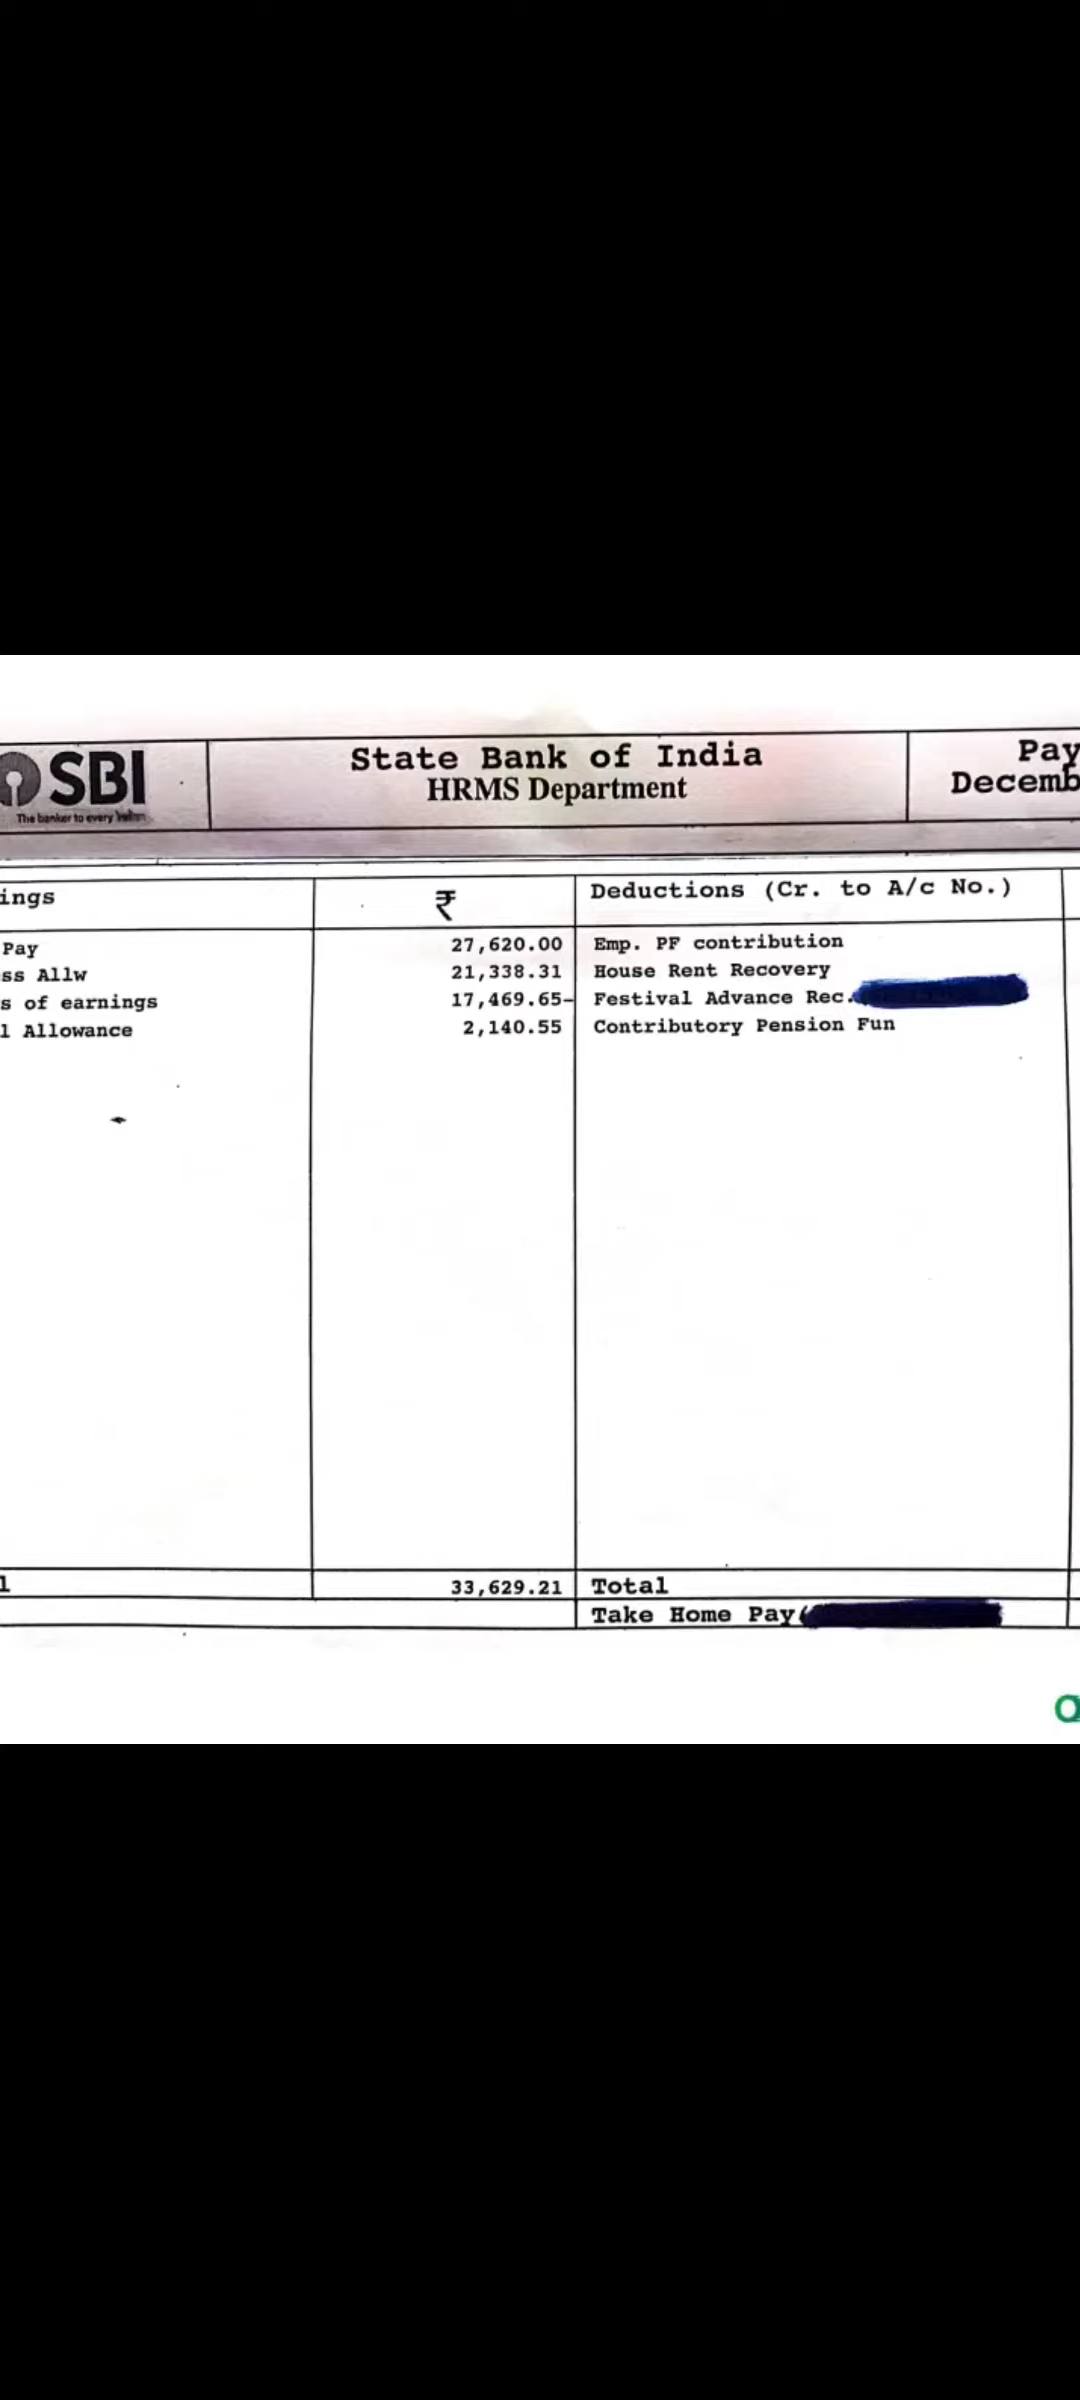 SBI
The banker to every Indian
State Bank of India
HRMS Department
Pay
Decemb
ings ₹ Deductions (Cr. to A/c No.)
Pay 27,620.00 Emp. PF contribution
ss Allw 21,338.31 House Rent Recovery
s of earnings 17,469.65- Festival Advance Rec.
l Allowance 2,140.55 Contributory Pension Fun
l 33,629.21 Total
Take Home Pay(